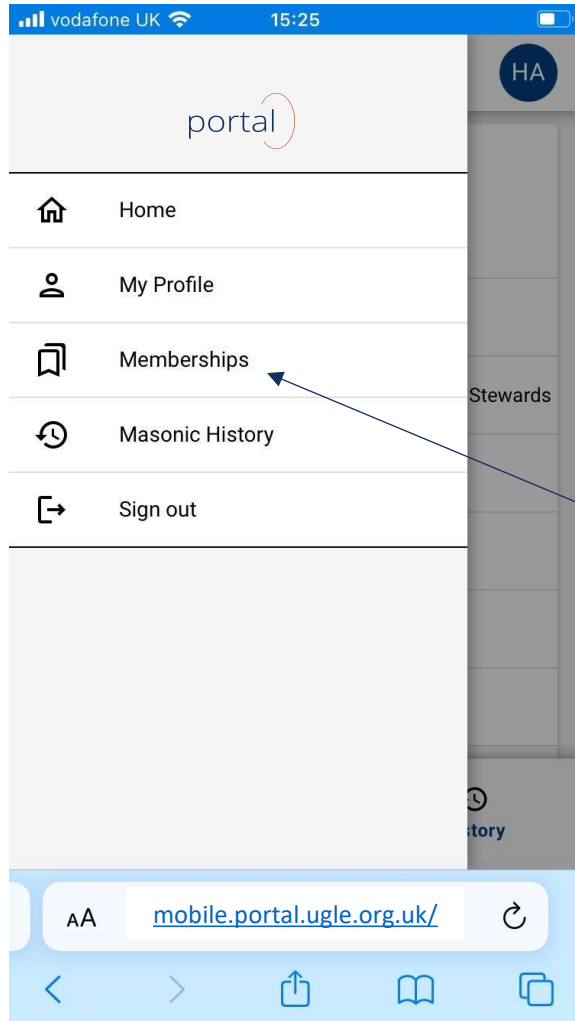 vodafone UK 15:25
HA
portal
Home
My Profile
Memberships
Stewards
Masonic History
Sign out
story
AA mobile.portal.ugle.org.uk/